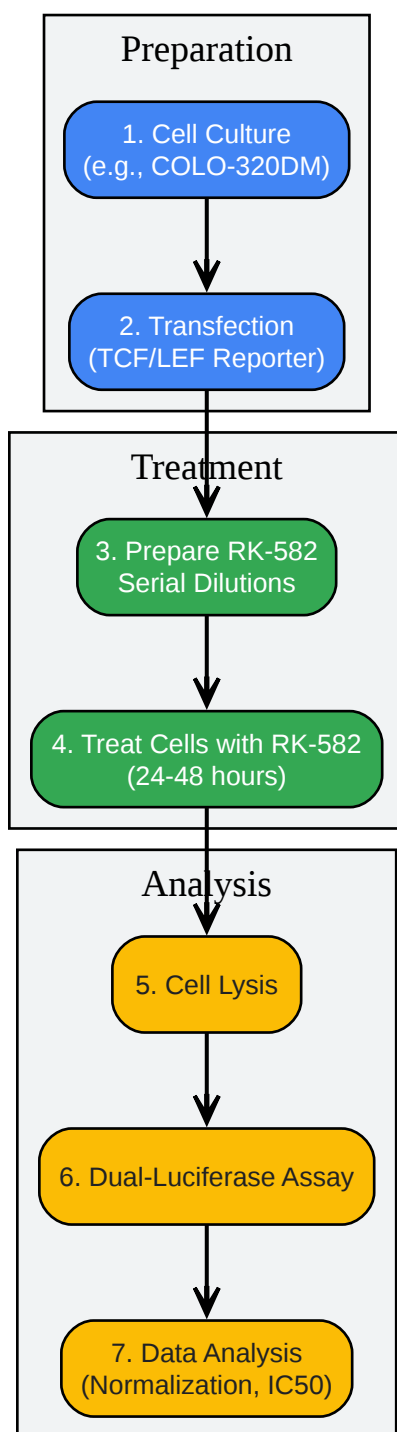 Preparation
1. Cell Culture
(e.g., COLO-320DM)
2. Transfection
(TCF/LEF Reporter)
Treatment
3. Prepare RK-582
Serial Dilutions
4. Treat Cells with RK-582
(24-48 hours)
Analysis
5. Cell Lysis
6. Dual-Luciferase Assay
7. Data Analysis
(Normalization, IC50)